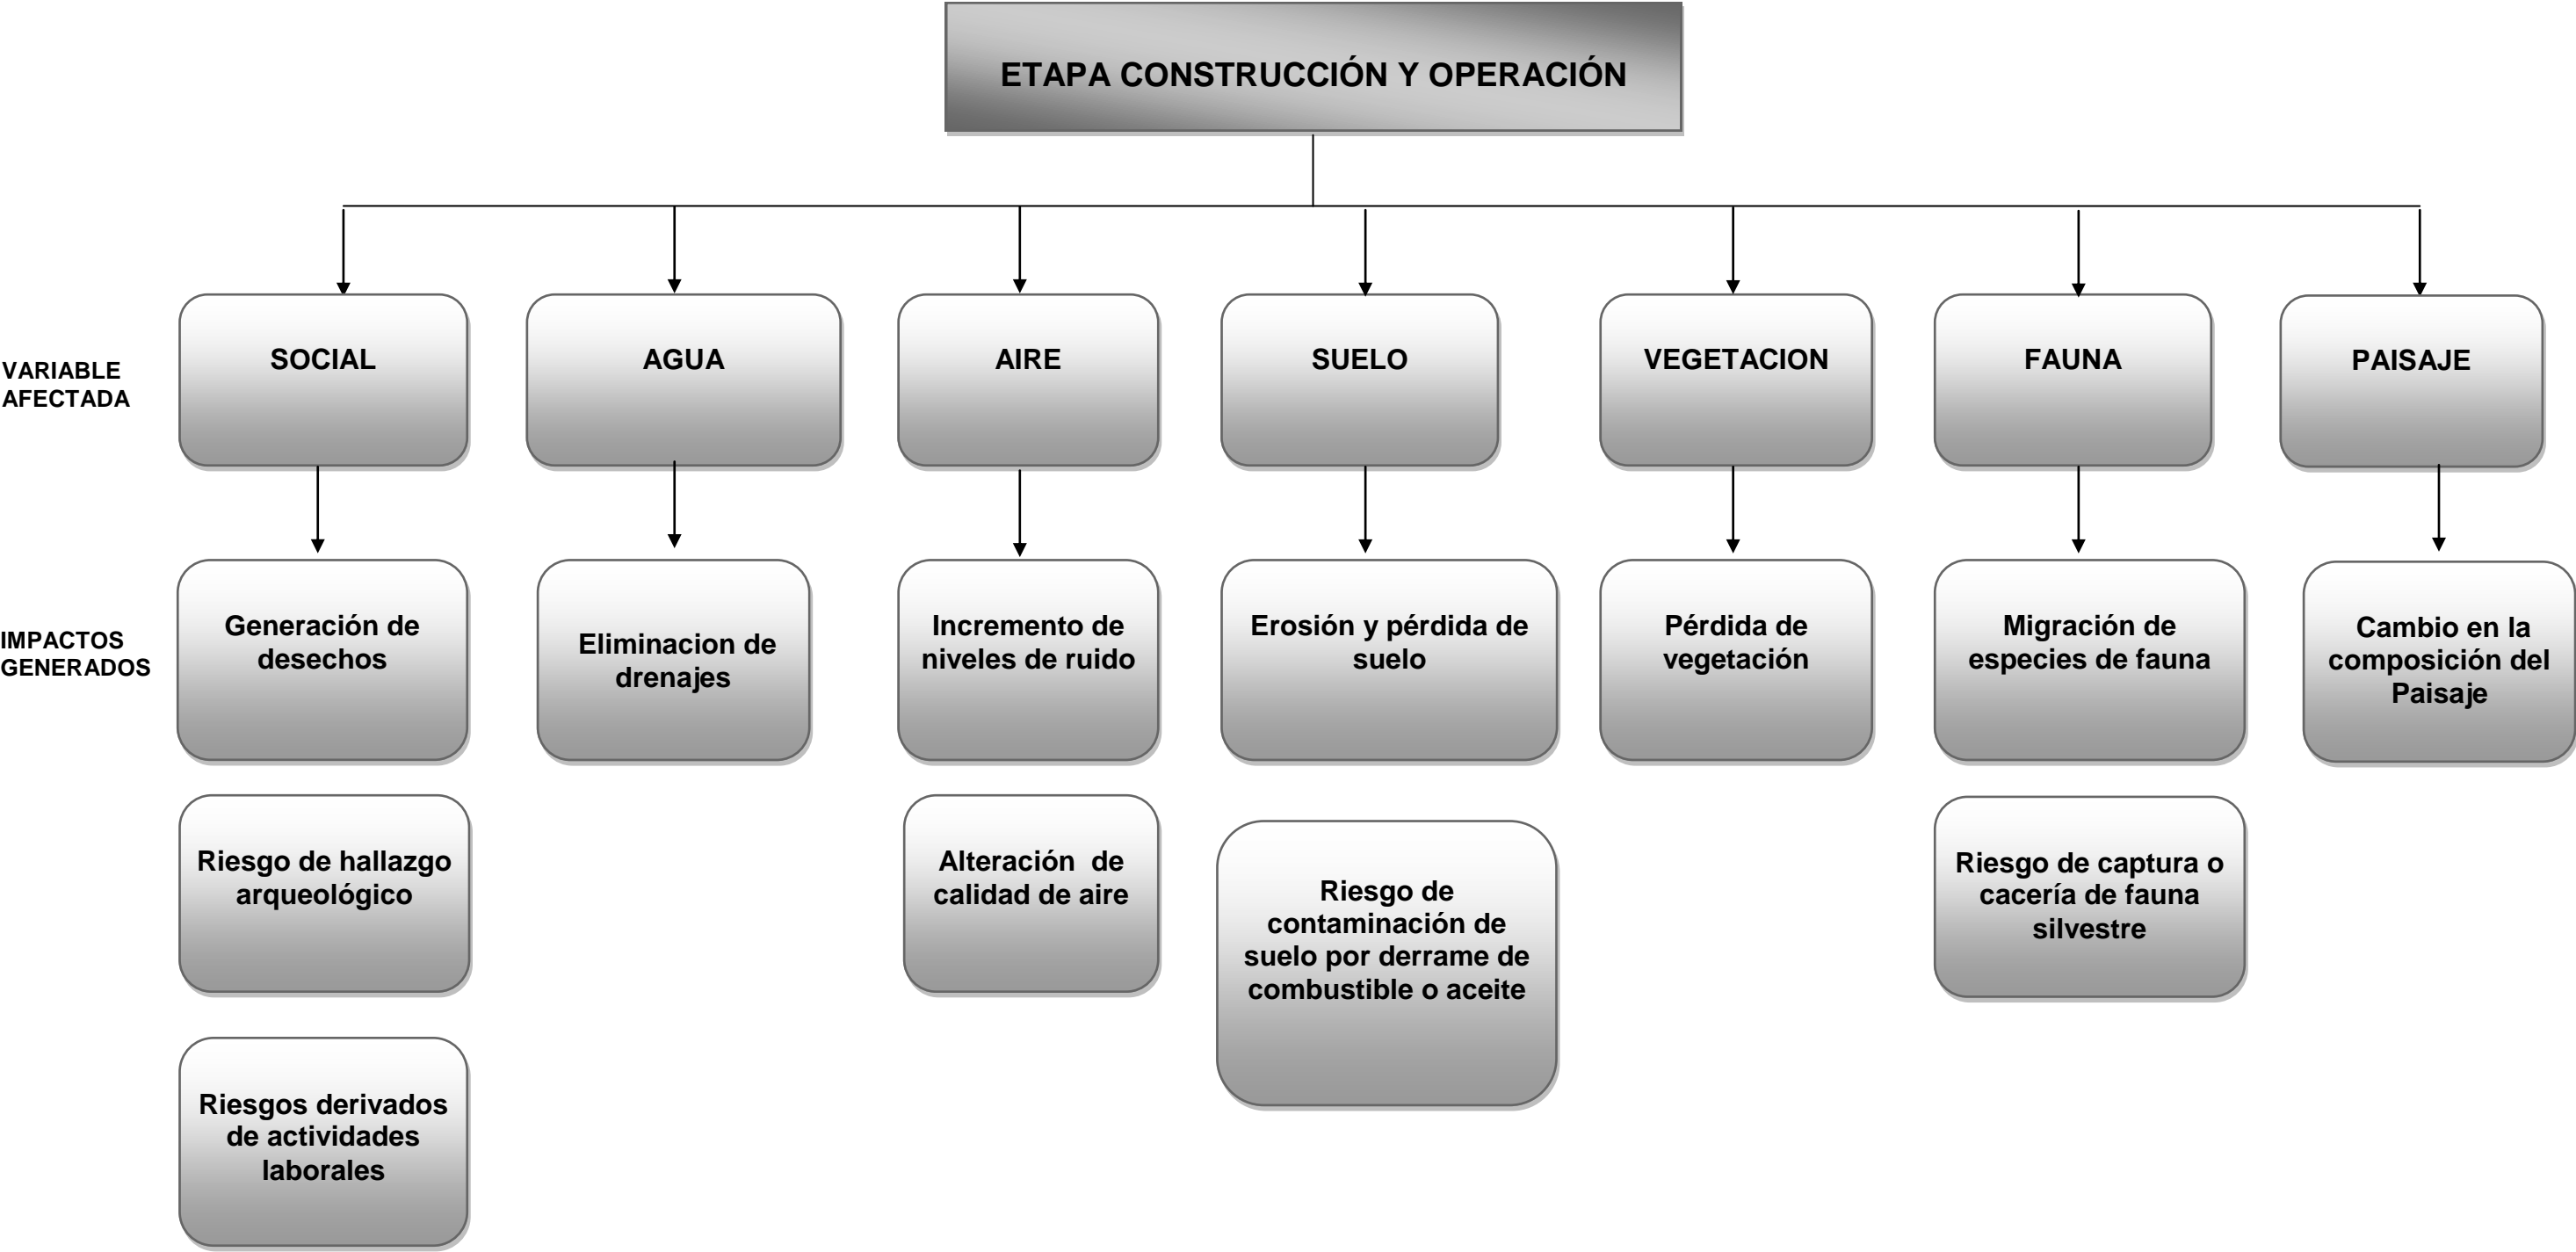 ETAPA CONSTRUCCIÓN Y OPERACIÓN
VARIABLE
AFECTADA
SOCIAL
AGUA
AIRE
SUELO
VEGETACION
FAUNA
PAISAJE
IMPACTOS
GENERADOS
Generación de
desechos
Eliminacion de
drenajes
Incremento de
niveles de ruido
Erosión y pérdida de
suelo
Pérdida de
vegetación
Migración de
especies de fauna
Cambio en la
composición del
Paisaje
Riesgo de hallazgo
arqueológico
Alteración  de
calidad de aire
Riesgo de
contaminación de
suelo por derrame de
combustible o aceite
Riesgo de captura o
cacería de fauna
silvestre
Riesgos derivados
de actividades
laborales